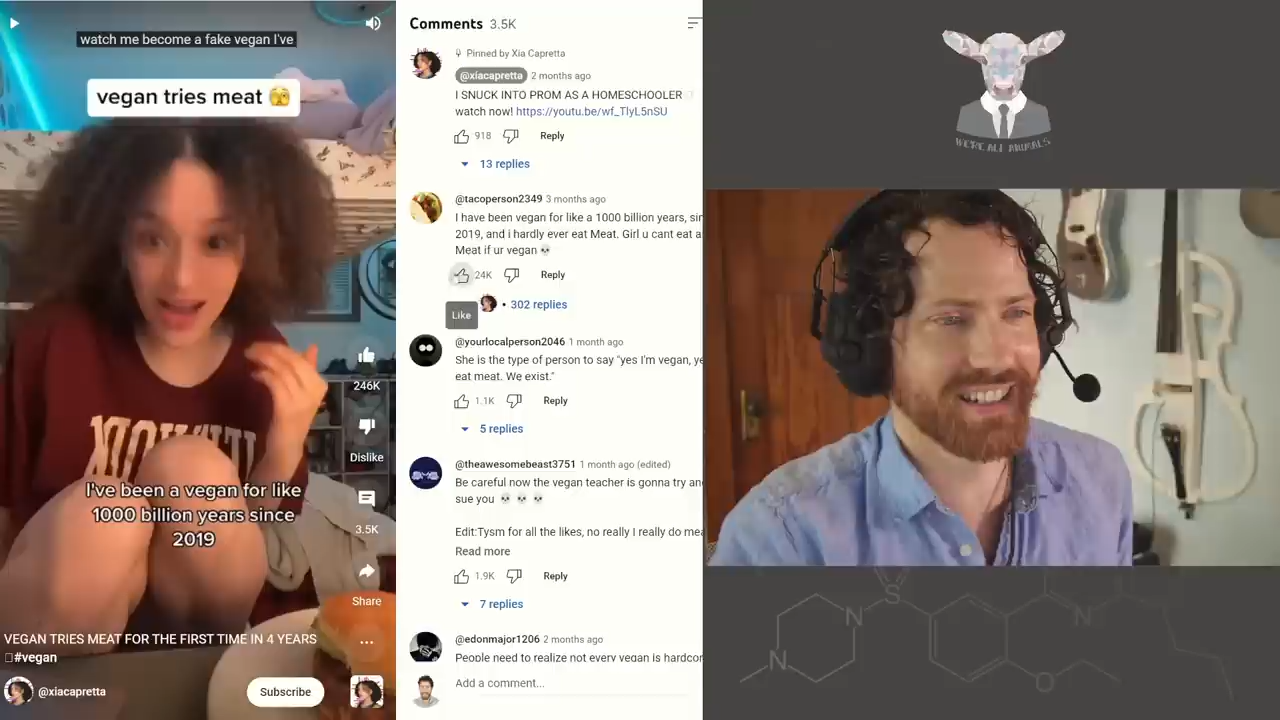 watch me become a fake vegan I've
vegan tries meat 🫣
I've been a vegan for like
1000 billion years since
2019
246K
Dislike
3.5K
Share
VEGAN TRIES MEAT FOR THE FIRST TIME IN 4 YEARS
#vegan
@xiacapretta
Subscribe
Comments 3.5K
Pinned by Xia Capretta
@xiacapretta 2 months ago
I SNUCK INTO PROM AS A HOMESCHOOLER
watch now! https://youtu.be/wf_TlyL5nSU
918 Reply
13 replies
@tacoperson2349 3 months ago
I have been vegan for like a 1000 billion years, sin
2019, and i hardly ever eat Meat. Girl u cant eat a
Meat if ur vegan 💀
24K Reply
Like
• 302 replies
@yourlocalperson2046 1 month ago
She is the type of person to say "yes I'm vegan, ye
eat meat. We exist."
1.1K Reply
5 replies
@theawesomebeast3751 1 month ago (edited)
Be careful now the vegan teacher is gonna try and
sue you 💀 💀 💀
Edit:Tysm for all the likes, no really I really do mea
Read more
1.9K Reply
7 replies
@edonmajor1206 2 months ago
People need to realize not every vegan is hardcor
Add a comment...
WE'RE ALL ANIMALS
N
S
N
N
O